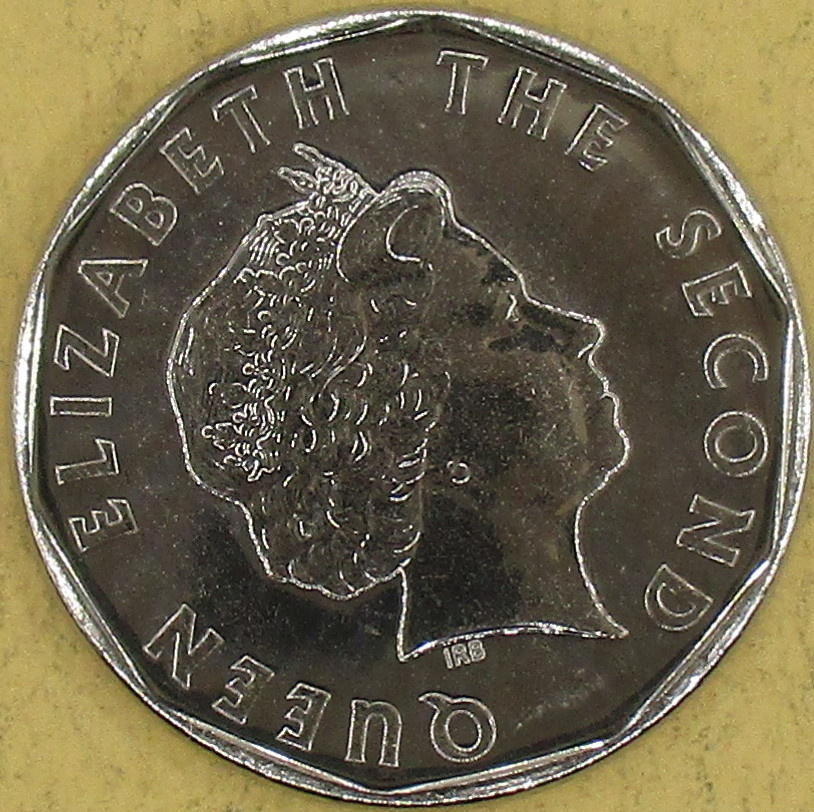 QUEEN ELIZABETH THE SECOND
IRB